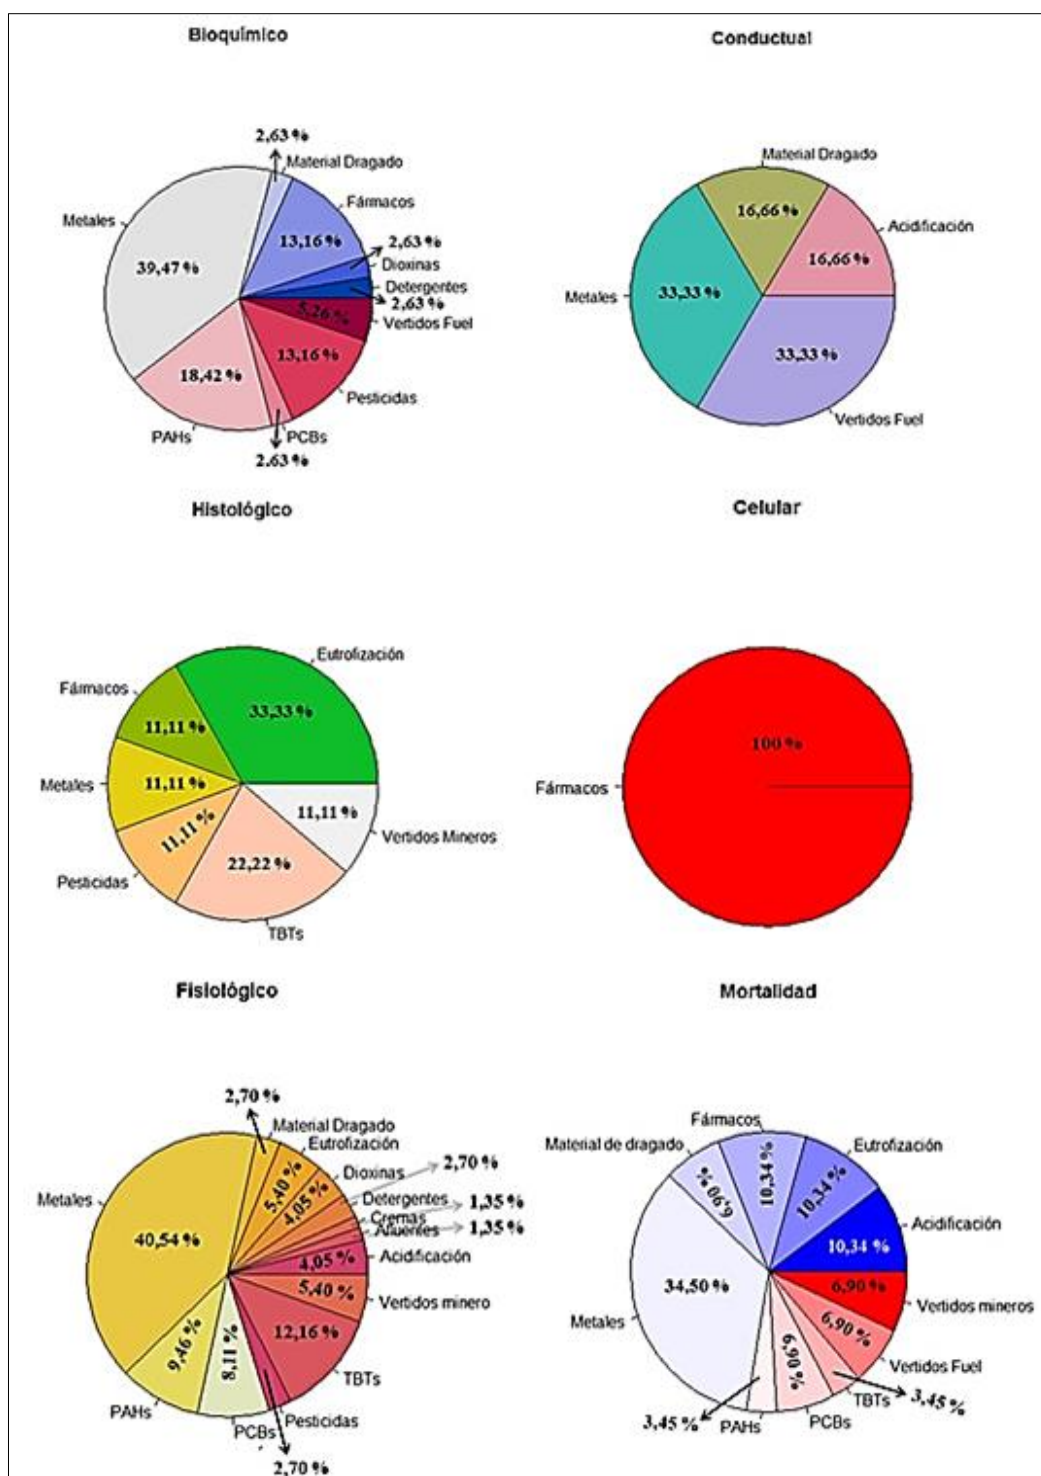 Bioquímico
2,63 %
Material Dragado
Fármacos
Metales
13,16 %
2,63 %
Dioxinas
39,47 %
Detergentes
2,63 %
5,26 %
Vertidos Fuel
13,16 %
18,42 %
Pesticidas
PAHs
PCBs
2.63 %
Conductual
Material Dragado
16,66 %
Acidificación
16,66 %
Metales
33,33 %
33,33 %
Vertidos Fuel
Histológico
Eutrofización
Fármacos
33,33 %
11,11 %
Metales
11,11 %
11,11 %
11,11 %
Vertidos Mineros
Pesticidas
22,22 %
TBTs
Celular
100 %
Fármacos
Fisiológico
2,70 %
Material Dragado
Eutrofización
5,40 %
Dioxinas
2,70 %
4,05 %
Metales
Detergentes
1,35 %
Cremas
Afluentes
1,35 %
40,54 %
4,05 %
Acidificación
5,40 %
Vertidos minero
12,16 %
9,46 %
8,11 %
TBTs
PAHs
PCBs
Pesticidas
2,70 %
Mortalidad
Fármacos
Material de dragado
Eutrofización
6,90 %
10,34 %
10,34 %
Acidificación
10,34 %
34,50 %
6,90 %
Vertidos mineros
Metales
6,90 %
6,90 %
Vertidos Fuel
TBTs
3,45 %
3,45 %
PAHs
PCBs